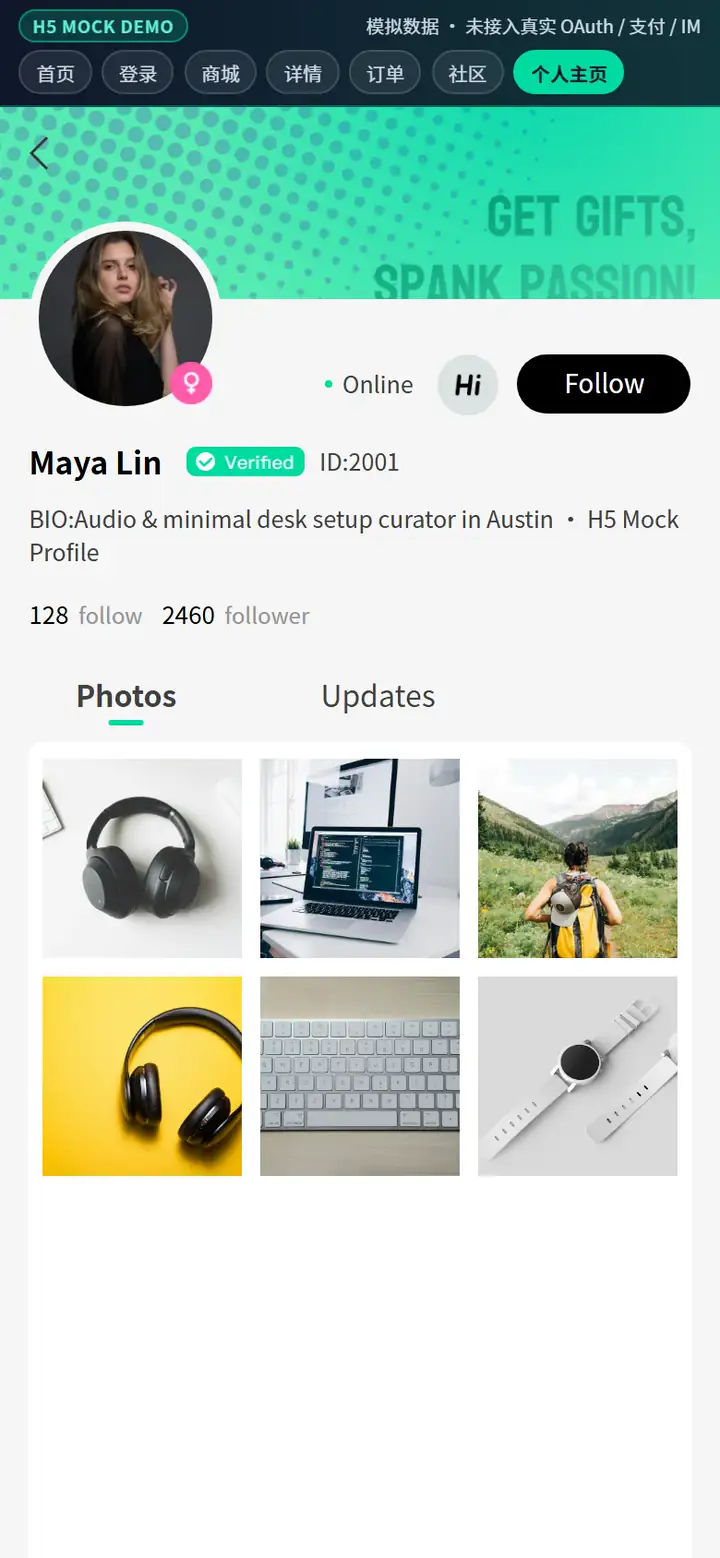 H5 MOCK DEMO
模拟数据 · 未接入真实 OAuth / 支付 / IM
首页 登录 商城 详情 订单 社区 个人主页
GET GIFTS,
SPANK PASSION!
Online Hi Follow
Maya Lin Verified ID:2001
BIO:Audio & minimal desk setup curator in Austin · H5 Mock
Profile
128 follow 2460 follower
Photos Updates